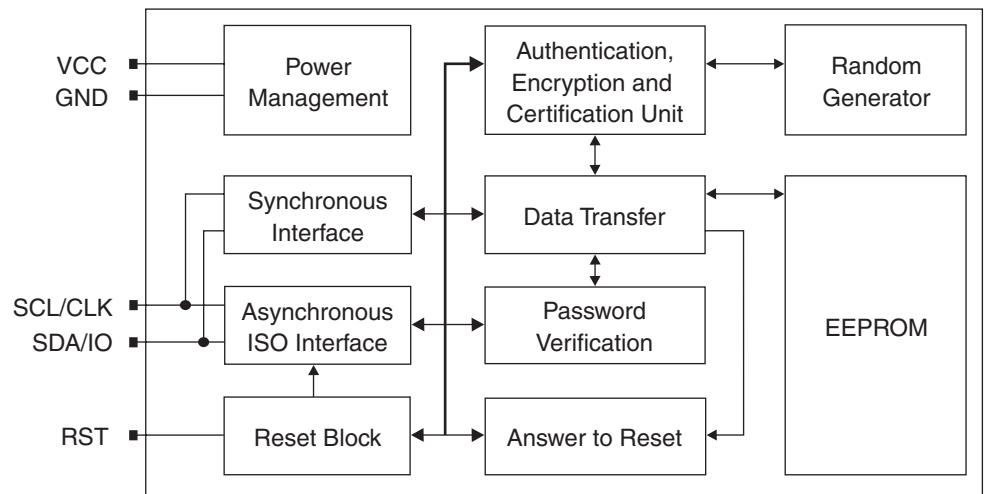 VCC
GND
Power
Management
Authentication,
Encryption and
Certification Unit
Random
Generator
Synchronous
Interface
Data Transfer
SCL/CLK
SDA/IO
Asynchronous
ISO Interface
Password
Verification
EEPROM
RST
Reset Block
Answer to Reset